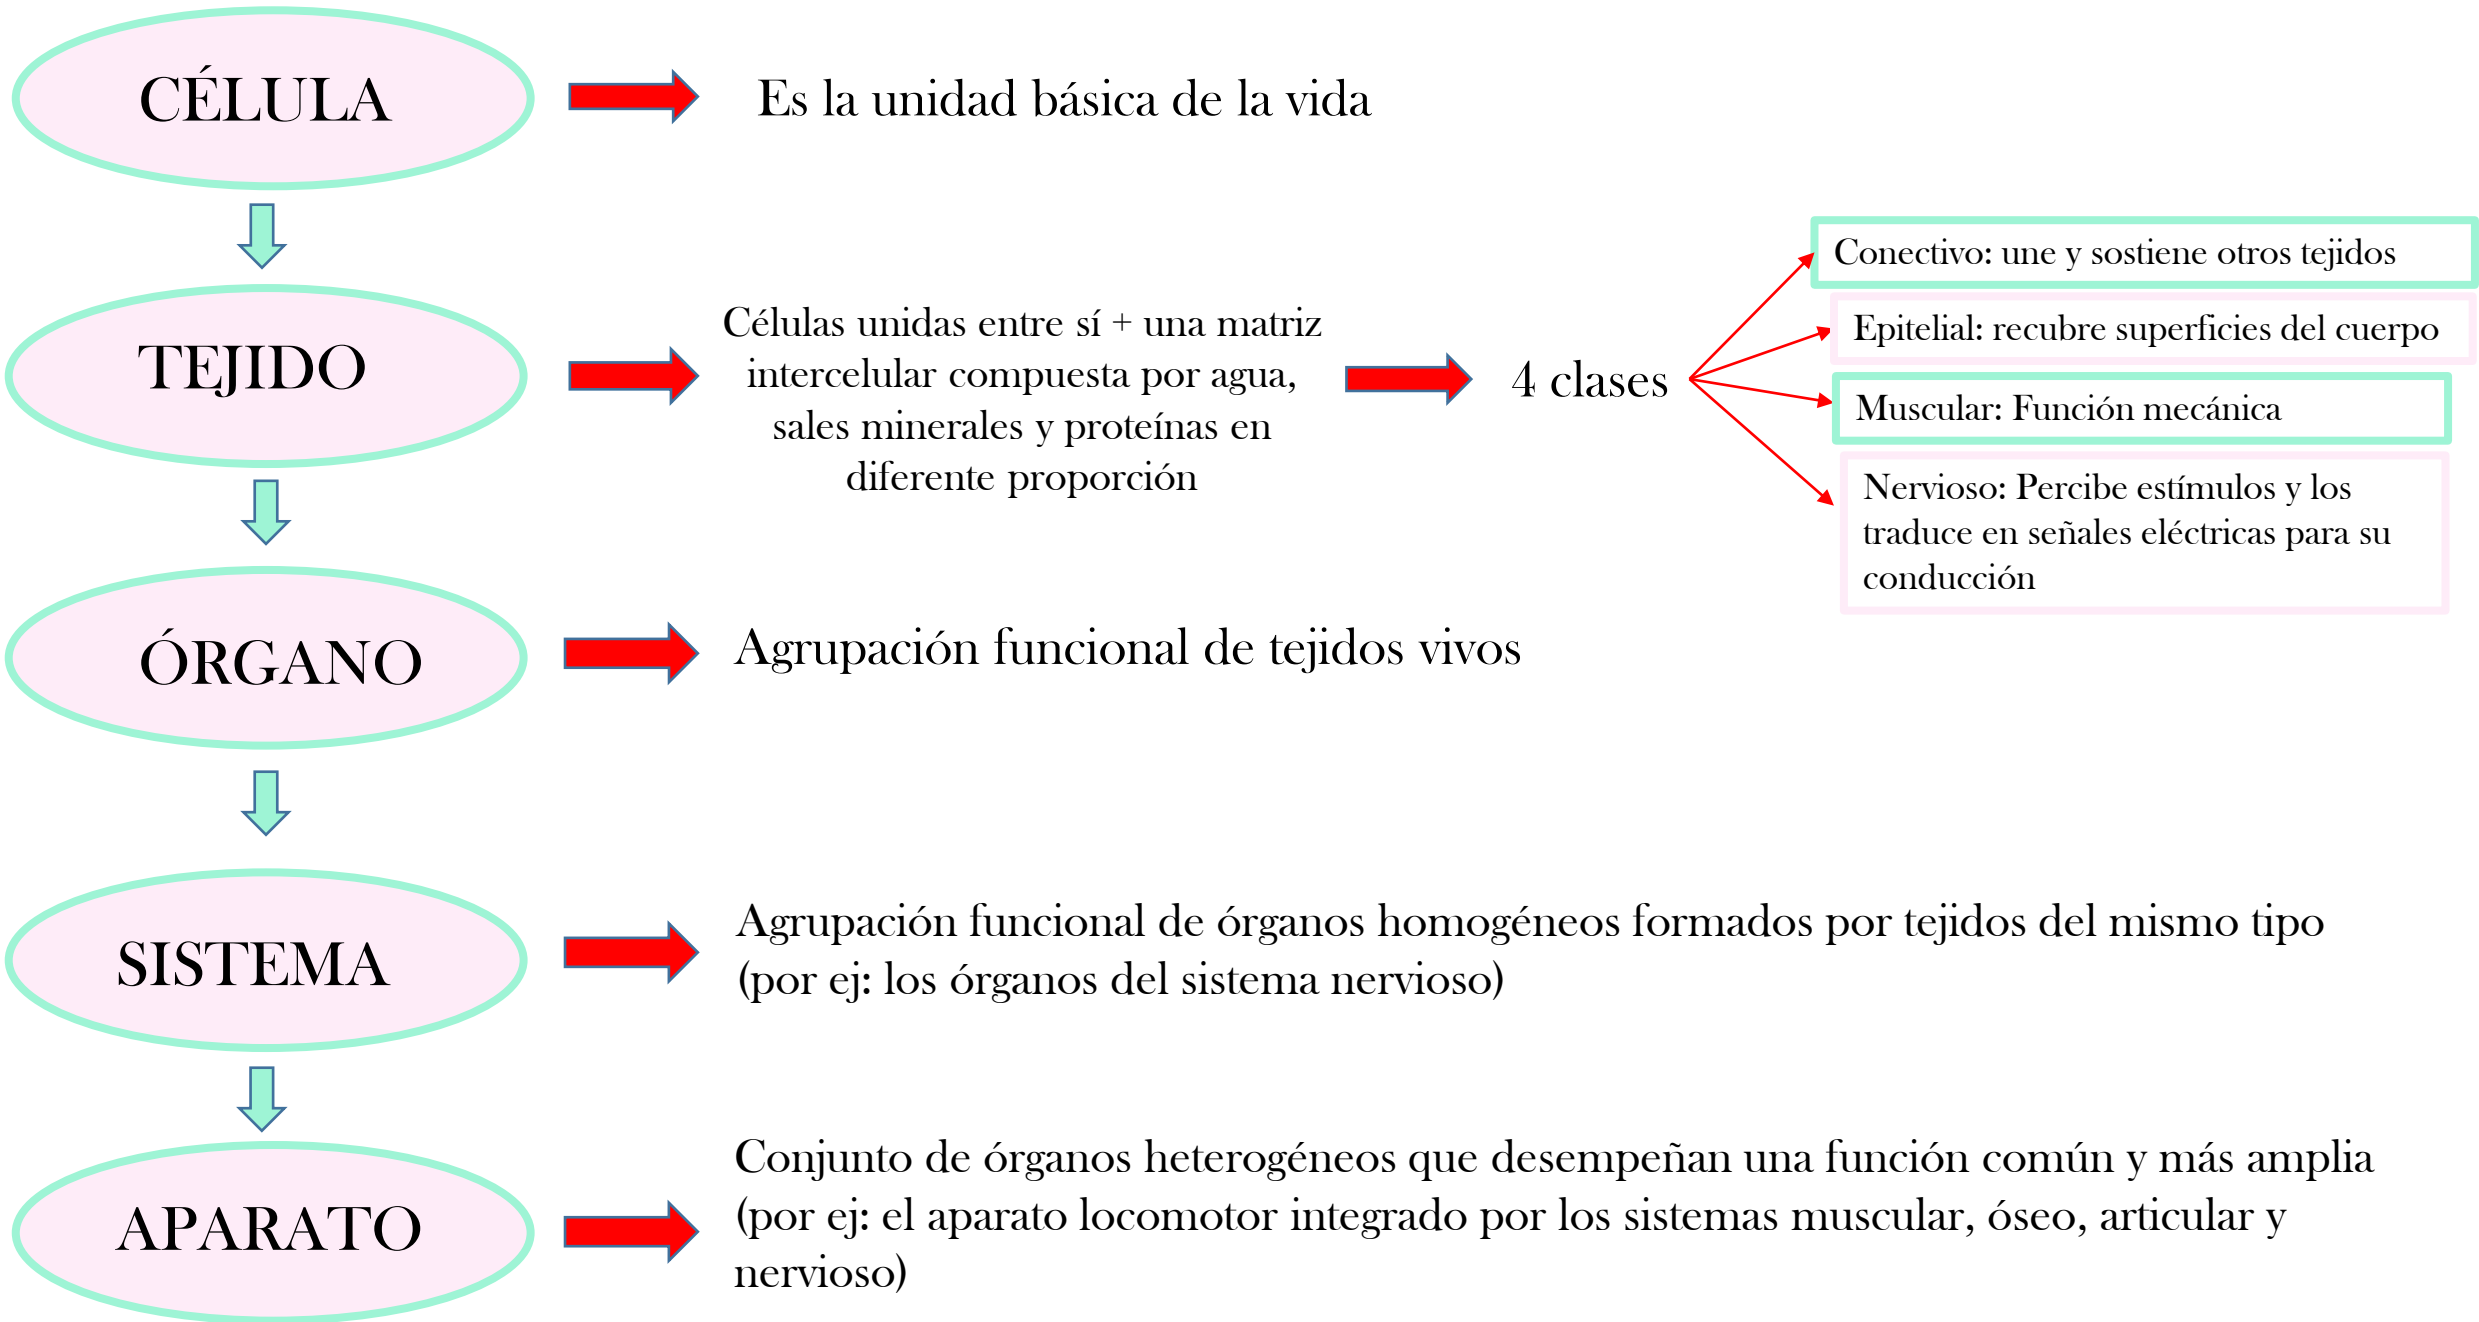 CÉLULA
Es la unidad básica de la vida
TEJIDO
Células unidas entre sí + una matriz
intercelular compuesta por agua,
sales minerales y proteínas en
diferente proporción
4 clases
Conectivo: une y sostiene otros tejidos
Epitelial: recubre superficies del cuerpo
Muscular: Función mecánica
Nervioso: Percibe estímulos y los
traduce en señales eléctricas para su
conducción
ÓRGANO
Agrupación funcional de tejidos vivos
SISTEMA
Agrupación funcional de órganos homogéneos formados por tejidos del mismo tipo
(por ej: los órganos del sistema nervioso)
APARATO
Conjunto de órganos heterogéneos que desempeñan una función común y más amplia
(por ej: el aparato locomotor integrado por los sistemas muscular, óseo, articular y
nervioso)